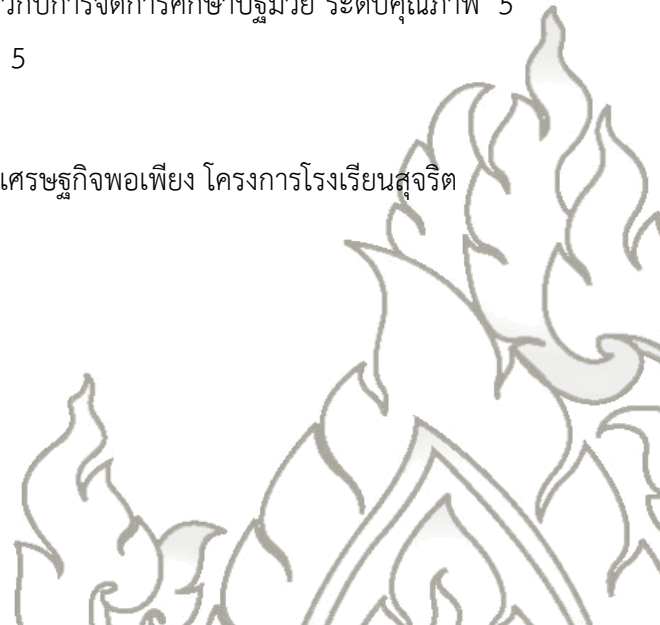 วกับการจัดการศึกษาปฐมวัย ระดับคุณภาพ 5
5
เศรษฐกิจพอเพียง โครงการโรงเรียนสุจริต